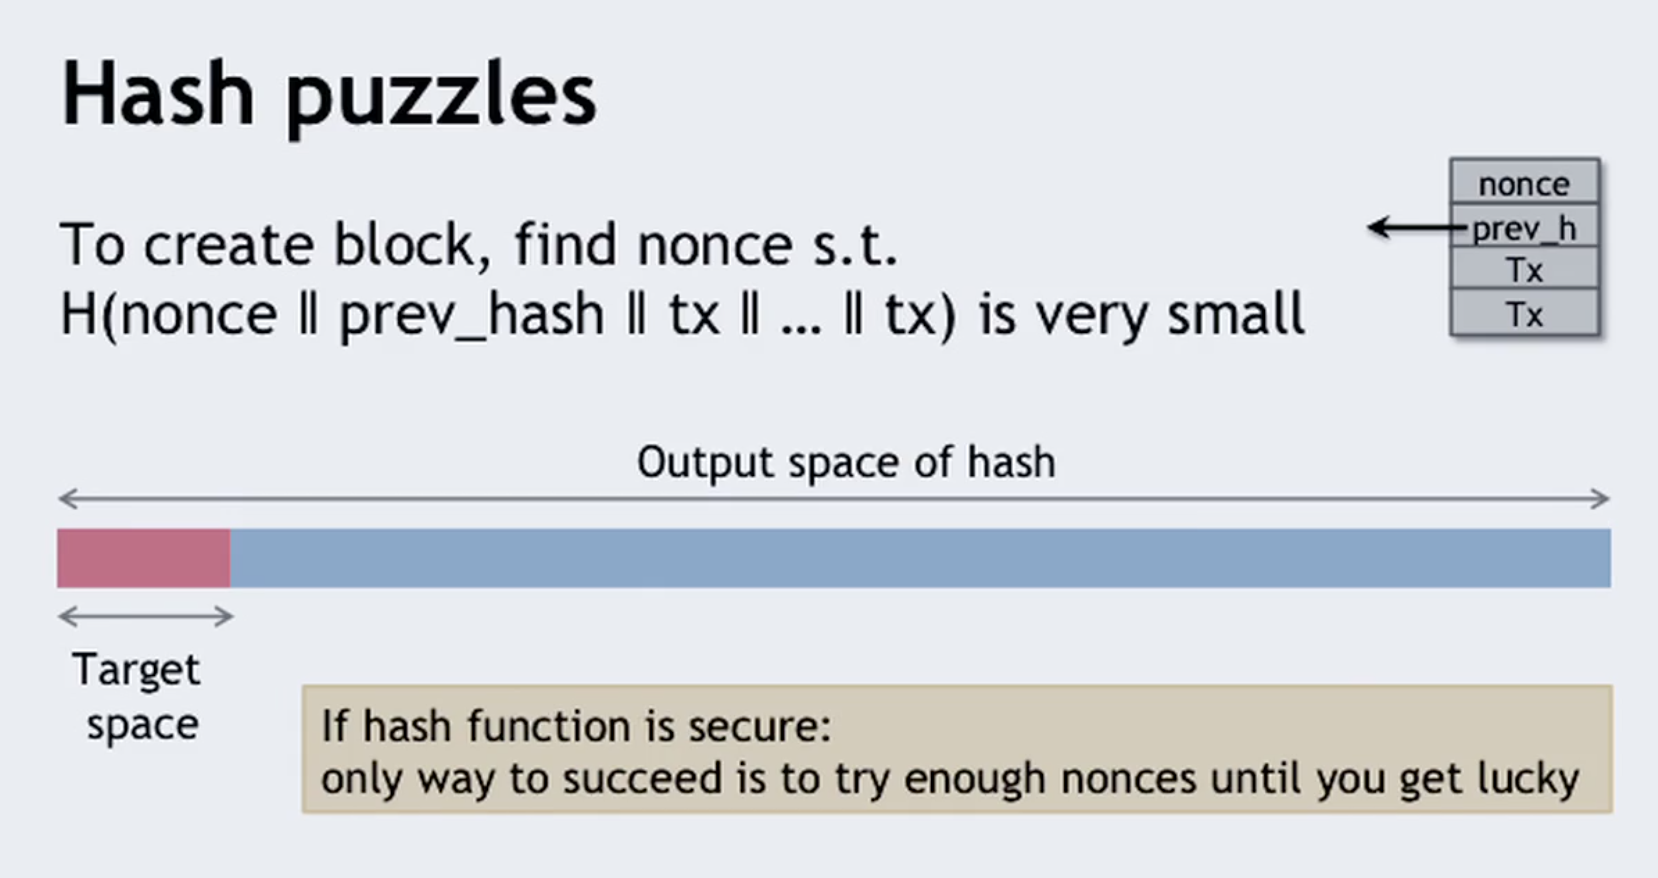 Hash puzzles
nonce
prev_h
Tx
Tx
To create block, find nonce s.t.
H(nonce ‖ prev_hash ‖ tx ‖ … ‖ tx) is very small
Output space of hash
Target
space
If hash function is secure:
only way to succeed is to try enough nonces until you get lucky